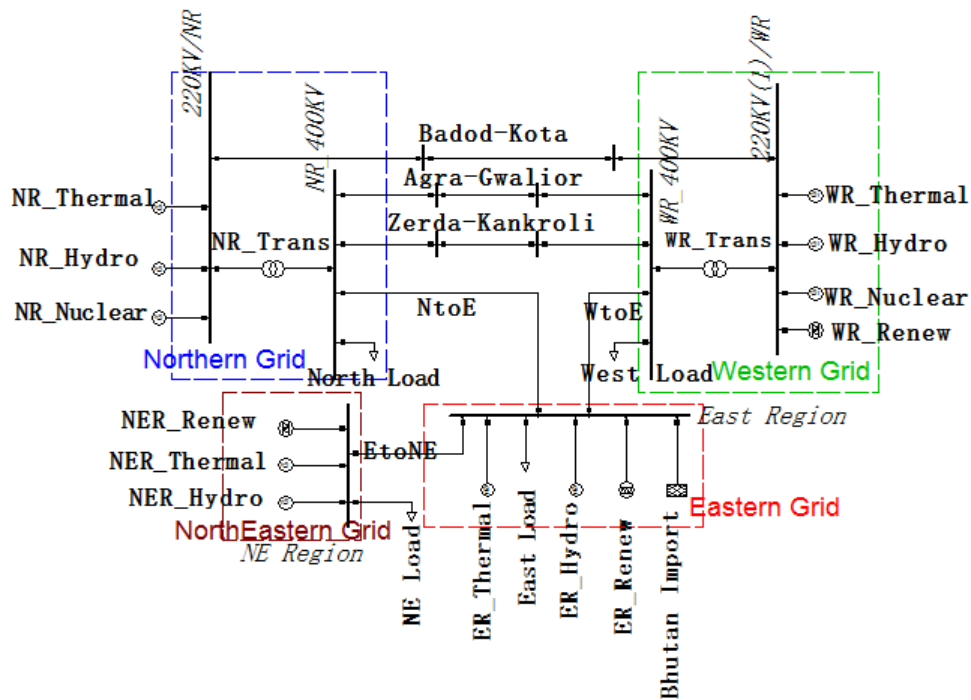 220KV/NR
NR_400KV
Badod-Kota
WR_400KV
220KV(1)/WR
Agra-Gwalior
NR_Thermal
WR_Thermal
Zerda-Kankroli
NR_Trans
WR_Trans
NR_Hydro
WR_Hydro
NR_Nuclear
NtoE
WtoE
WR_Nuclear
WR_Renew
Northern Grid
North Load
West Load
Western Grid
NER_Renew
East Region
EtoNE
NER_Thermal
NER_Hydro
NorthEastern Grid
NE Region
Eastern Grid
NE Load
ER_Thermal
East Load
ER_Hydro
ER_Renew
Bhutan Import